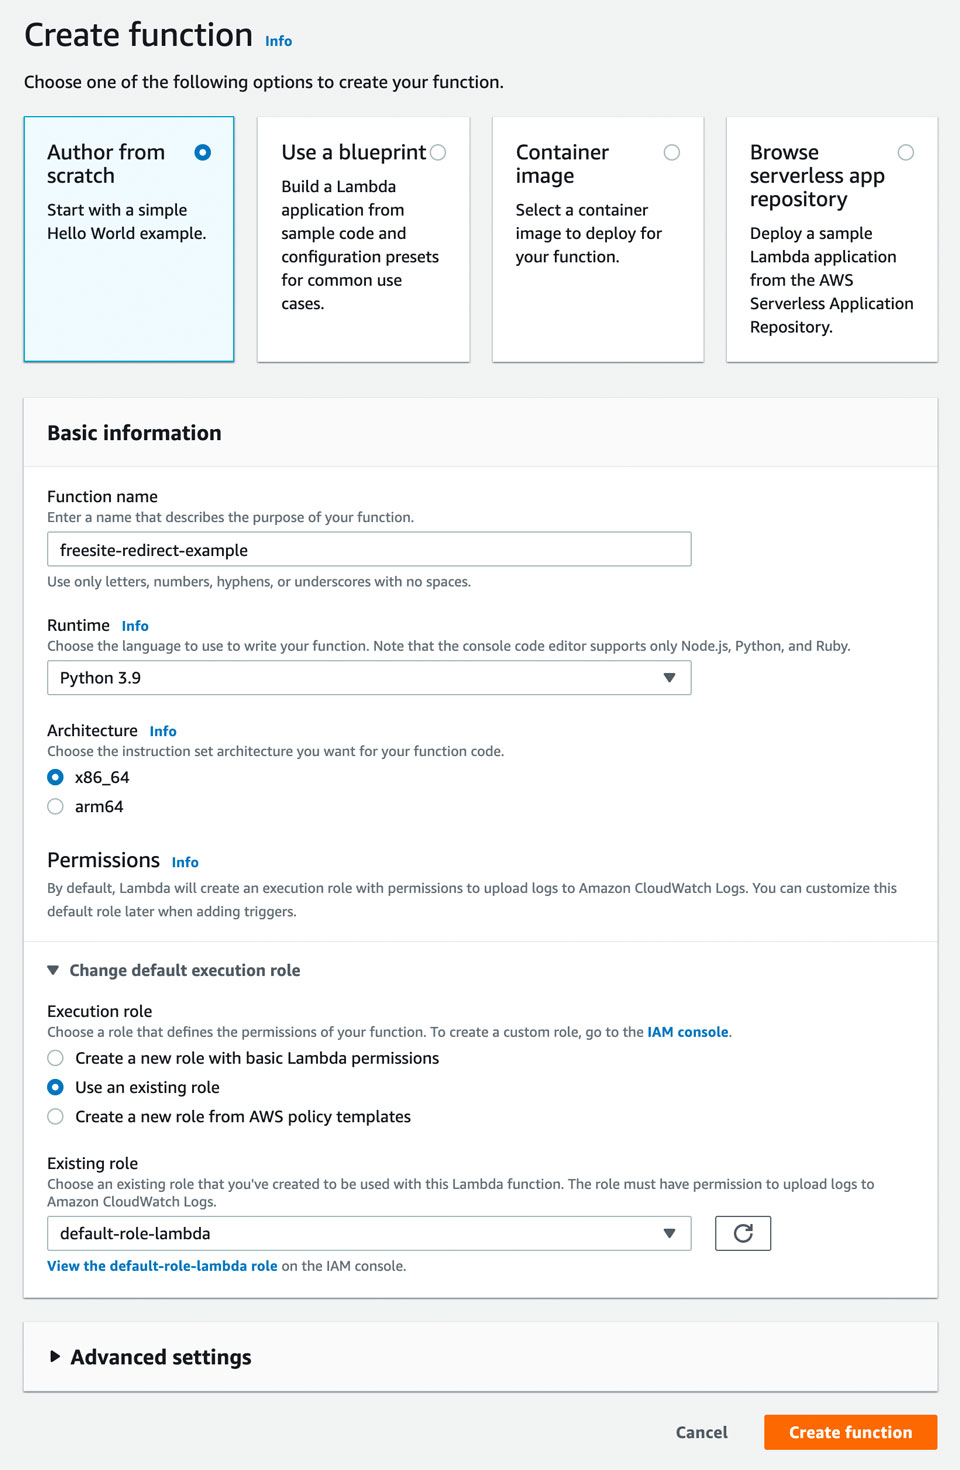 Create function Info
Choose one of the following options to create your function.
Author from
scratch
Start with a simple
Hello World example.
Use a blueprint
Build a Lambda
application from
sample code and
configuration presets
for common use
cases.
Container
image
Select a container
image to deploy for
your function.
Browse
serverless app
repository
Deploy a sample
Lambda application
from the AWS
Serverless Application
Repository.
Basic information
Function name
Enter a name that describes the purpose of your function.
freesite-redirect-example
Use only letters, numbers, hyphens, or underscores with no spaces.
Runtime Info
Choose the language to use to write your function. Note that the console code editor supports only Node.js, Python, and Ruby.
Python 3.9
Architecture Info
Choose the instruction set architecture you want for your function code.
x86_64
arm64
Permissions Info
By default, Lambda will create an execution role with permissions to upload logs to Amazon CloudWatch Logs. You can customize this
default role later when adding triggers.
Change default execution role
Execution role
Choose a role that defines the permissions of your function. To create a custom role, go to the IAM console.
Create a new role with basic Lambda permissions
Use an existing role
Create a new role from AWS policy templates
Existing role
Choose an existing role that you've created to be used with this Lambda function. The role must have permission to upload logs to
Amazon CloudWatch Logs.
default-role-lambda
View the default-role-lambda role on the IAM console.
Advanced settings
Cancel Create function